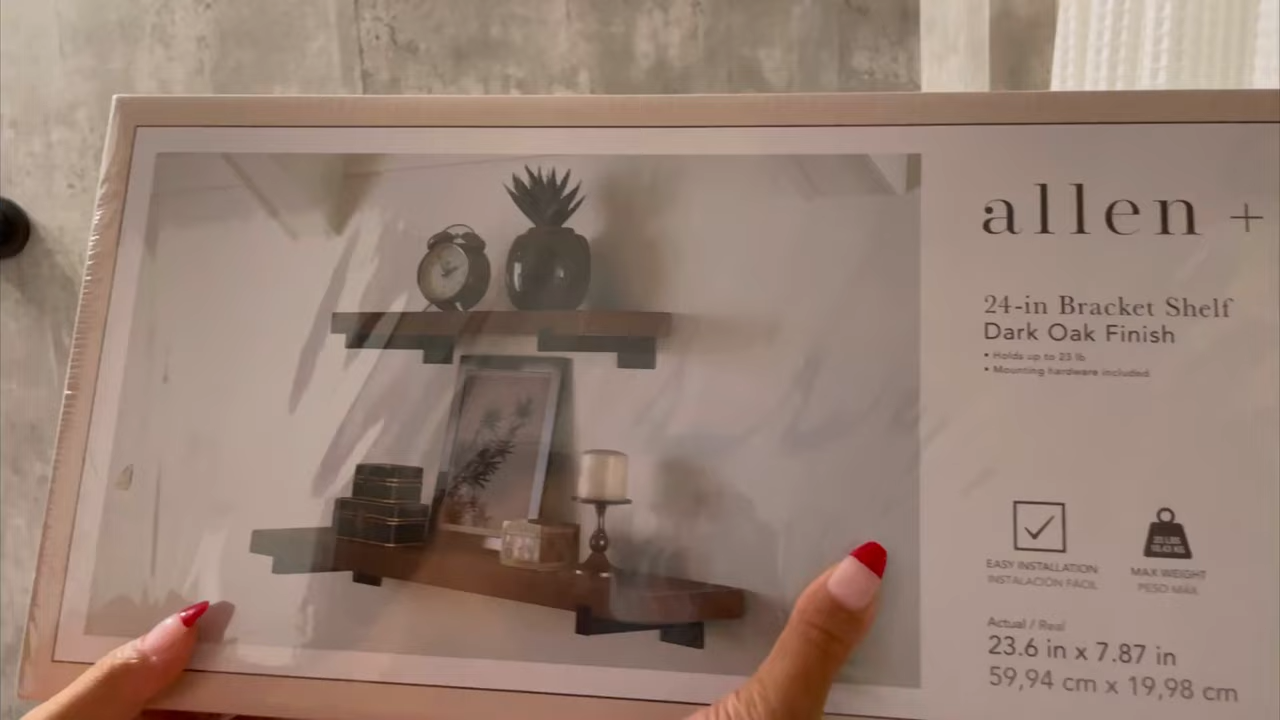 allen +
24-in Bracket Shelf
Dark Oak Finish
• Holds up to 23 lb
• Mounting hardware included
EASY INSTALLATION
INSTALACIÓN FÁCIL
MAX WEIGHT
PESO MÁX
Actual / Real
23.6 in x 7.87 in
59,94 cm x 19,98 cm